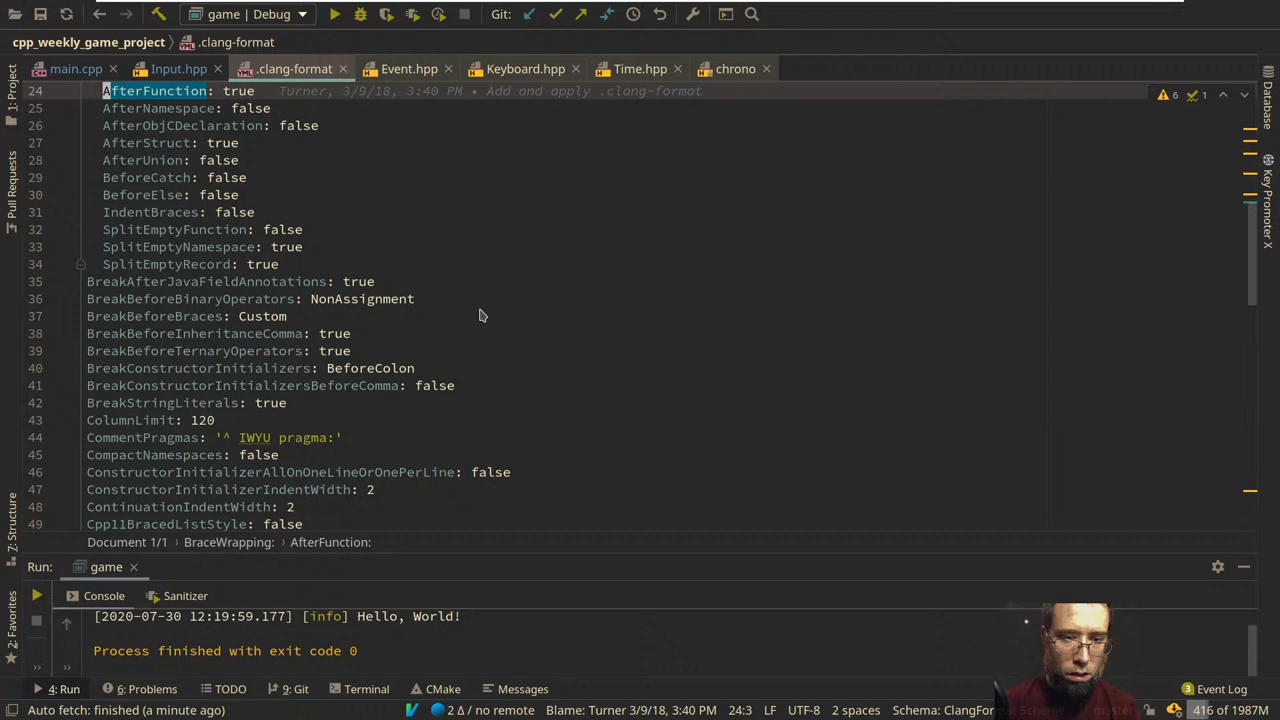 game | Debug
Git:
cpp_weekly_game_project
.clang-format
main.cpp
Input.hpp
.clang-format
Event.hpp
Keyboard.hpp
Time.hpp
chrono
1: Project
Pull Requests
7: Structure
2: Favorites
24 AfterFunction: true Turner, 3/9/18, 3:40 PM • Add and apply .clang-format
6
1
25 AfterNamespace: false
26 AfterObjCDeclaration: false
27 AfterStruct: true
28 AfterUnion: false
29 BeforeCatch: false
30 BeforeElse: false
31 IndentBraces: false
32 SplitEmptyFunction: false
33 SplitEmptyNamespace: true
34 SplitEmptyRecord: true
35 BreakAfterJavaFieldAnnotations: true
36 BreakBeforeBinaryOperators: NonAssignment
37 BreakBeforeBraces: Custom
38 BreakBeforeInheritanceComma: true
39 BreakBeforeTernaryOperators: true
40 BreakConstructorInitializers: BeforeColon
41 BreakConstructorInitializersBeforeComma: false
42 BreakStringLiterals: true
43 ColumnLimit: 120
44 CommentPragmas: '^ IWYU pragma:'
45 CompactNamespaces: false
46 ConstructorInitializerAllOnOneLineOrOnePerLine: false
47 ConstructorInitializerIndentWidth: 2
48 ContinuationIndentWidth: 2
49 Cpp11BracedListStyle: false
Database
Key Promoter X
Document 1/1 › BraceWrapping: › AfterFunction:
Run: game
Console
Sanitizer
[2020-07-30 12:19:59.177] [info] Hello, World!
Process finished with exit code 0
4: Run
6: Problems
TODO
9: Git
Terminal
CMake
Messages
3 Event Log
Auto fetch: finished (a minute ago)
2 Δ / no remote
Blame: Turner 3/9/18, 3:40 PM
24:3
LF
UTF-8
2 spaces
Schema: ClangFormat Scheme
master
416 of 1987M